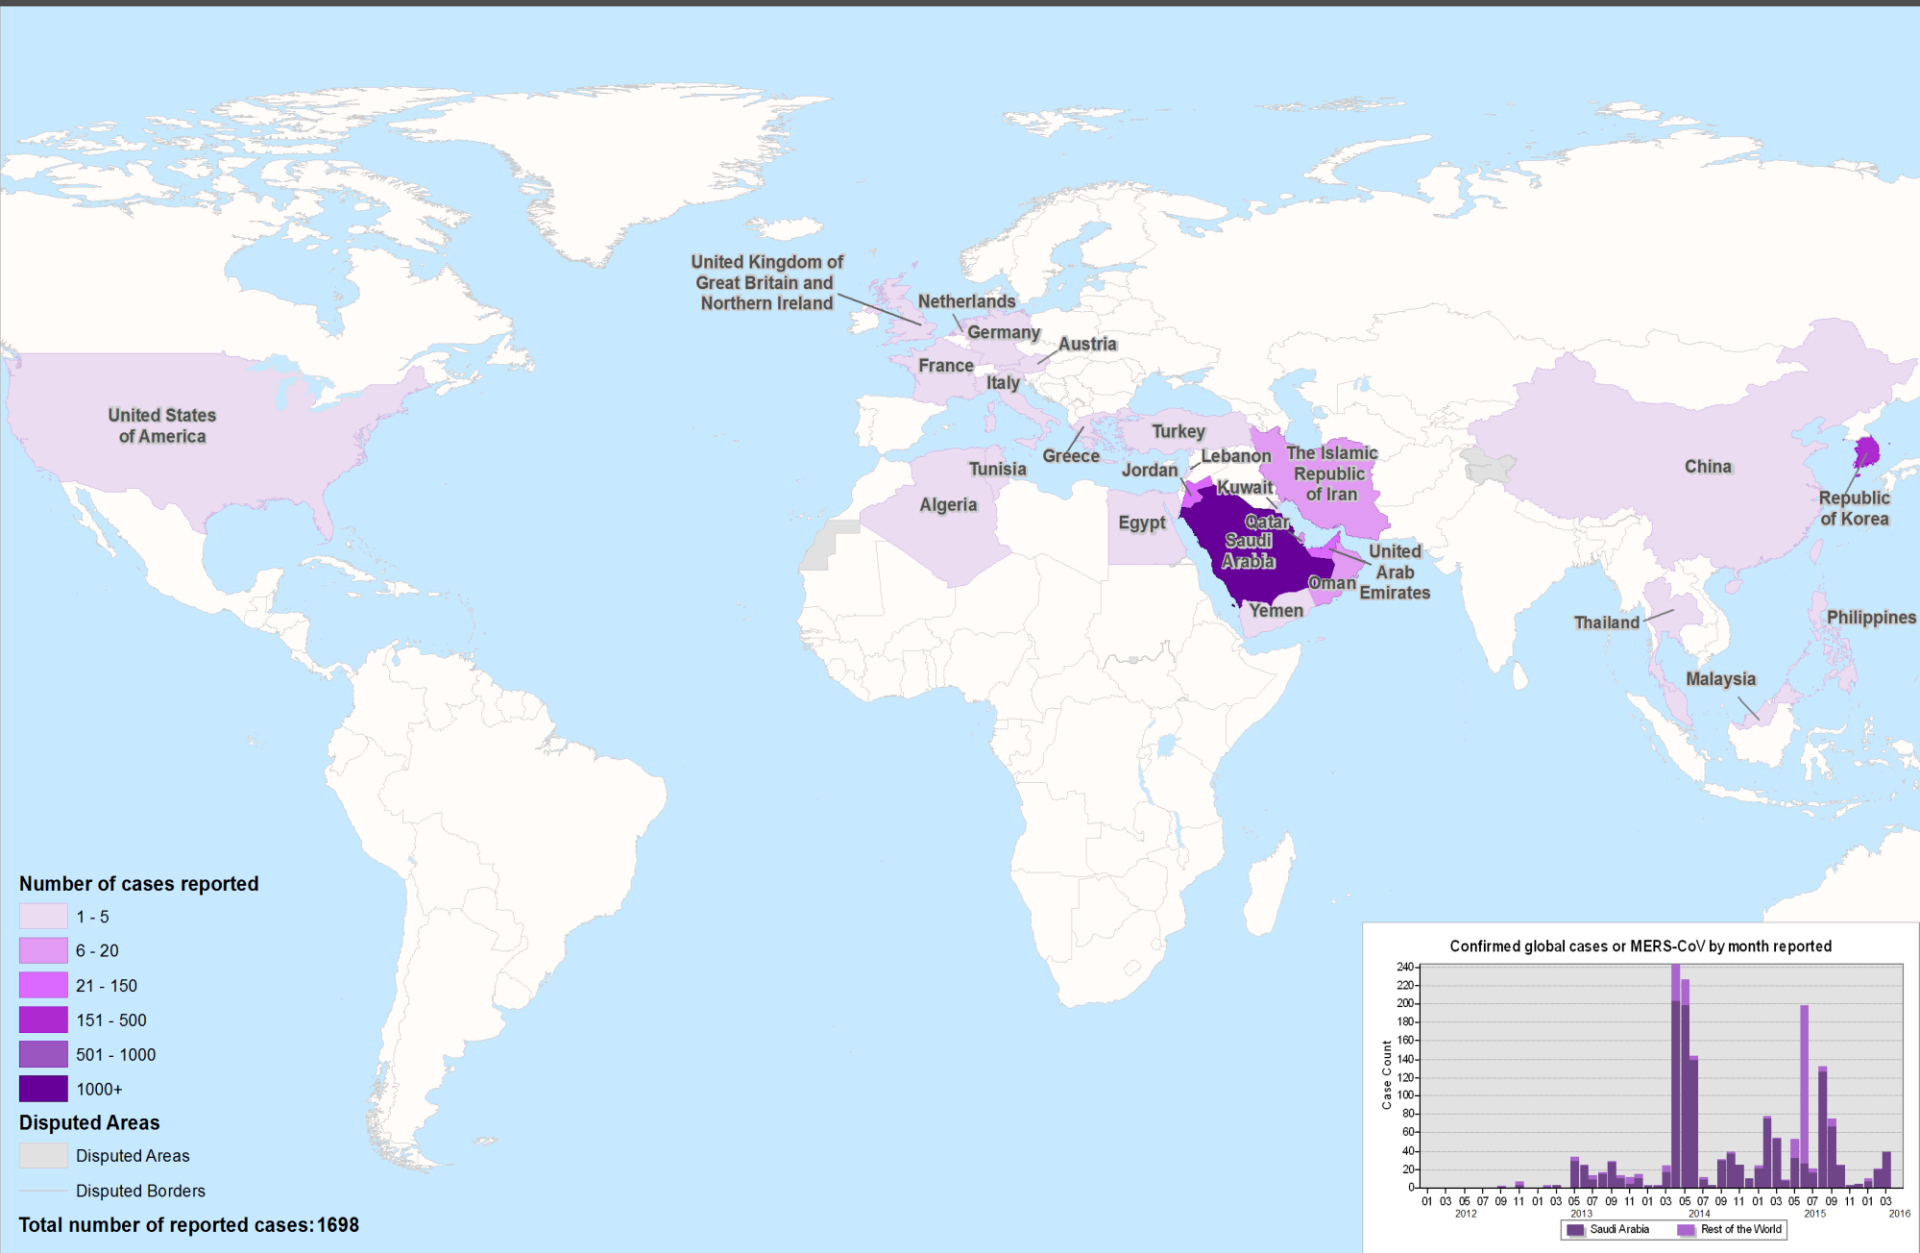 United Kingdom of
Great Britain and
Northern Ireland
Netherlands
Germany
Austria
France
Italy
United States
of America
Turkey
Greece
Tunisia
Lebanon
Jordan
The Islamic
Republic
of Iran
Kuwait
China
Algeria
Egypt
Qatar
Saudi
Arabia
Republic
of Korea
United
Arab
Emirates
Oman
Yemen
Thailand
Philippines
Malaysia
Number of cases reported
1 - 5
6 - 20
21 - 150
151 - 500
501 - 1000
1000+
Disputed Areas
Disputed Areas
Disputed Borders
Total number of reported cases:1698
Confirmed global cases or MERS-CoV by month reported
Case Count
240
220
200
180
160
140
120
100
80
60
40
20
0
01 03 05 07 09 11 01 03 05 07 09 11 01 03 05 07 09 11 01 03 05 07 09 11 01 03
2012 2013 2014 2015 2016
Saudi Arabia Rest of the World